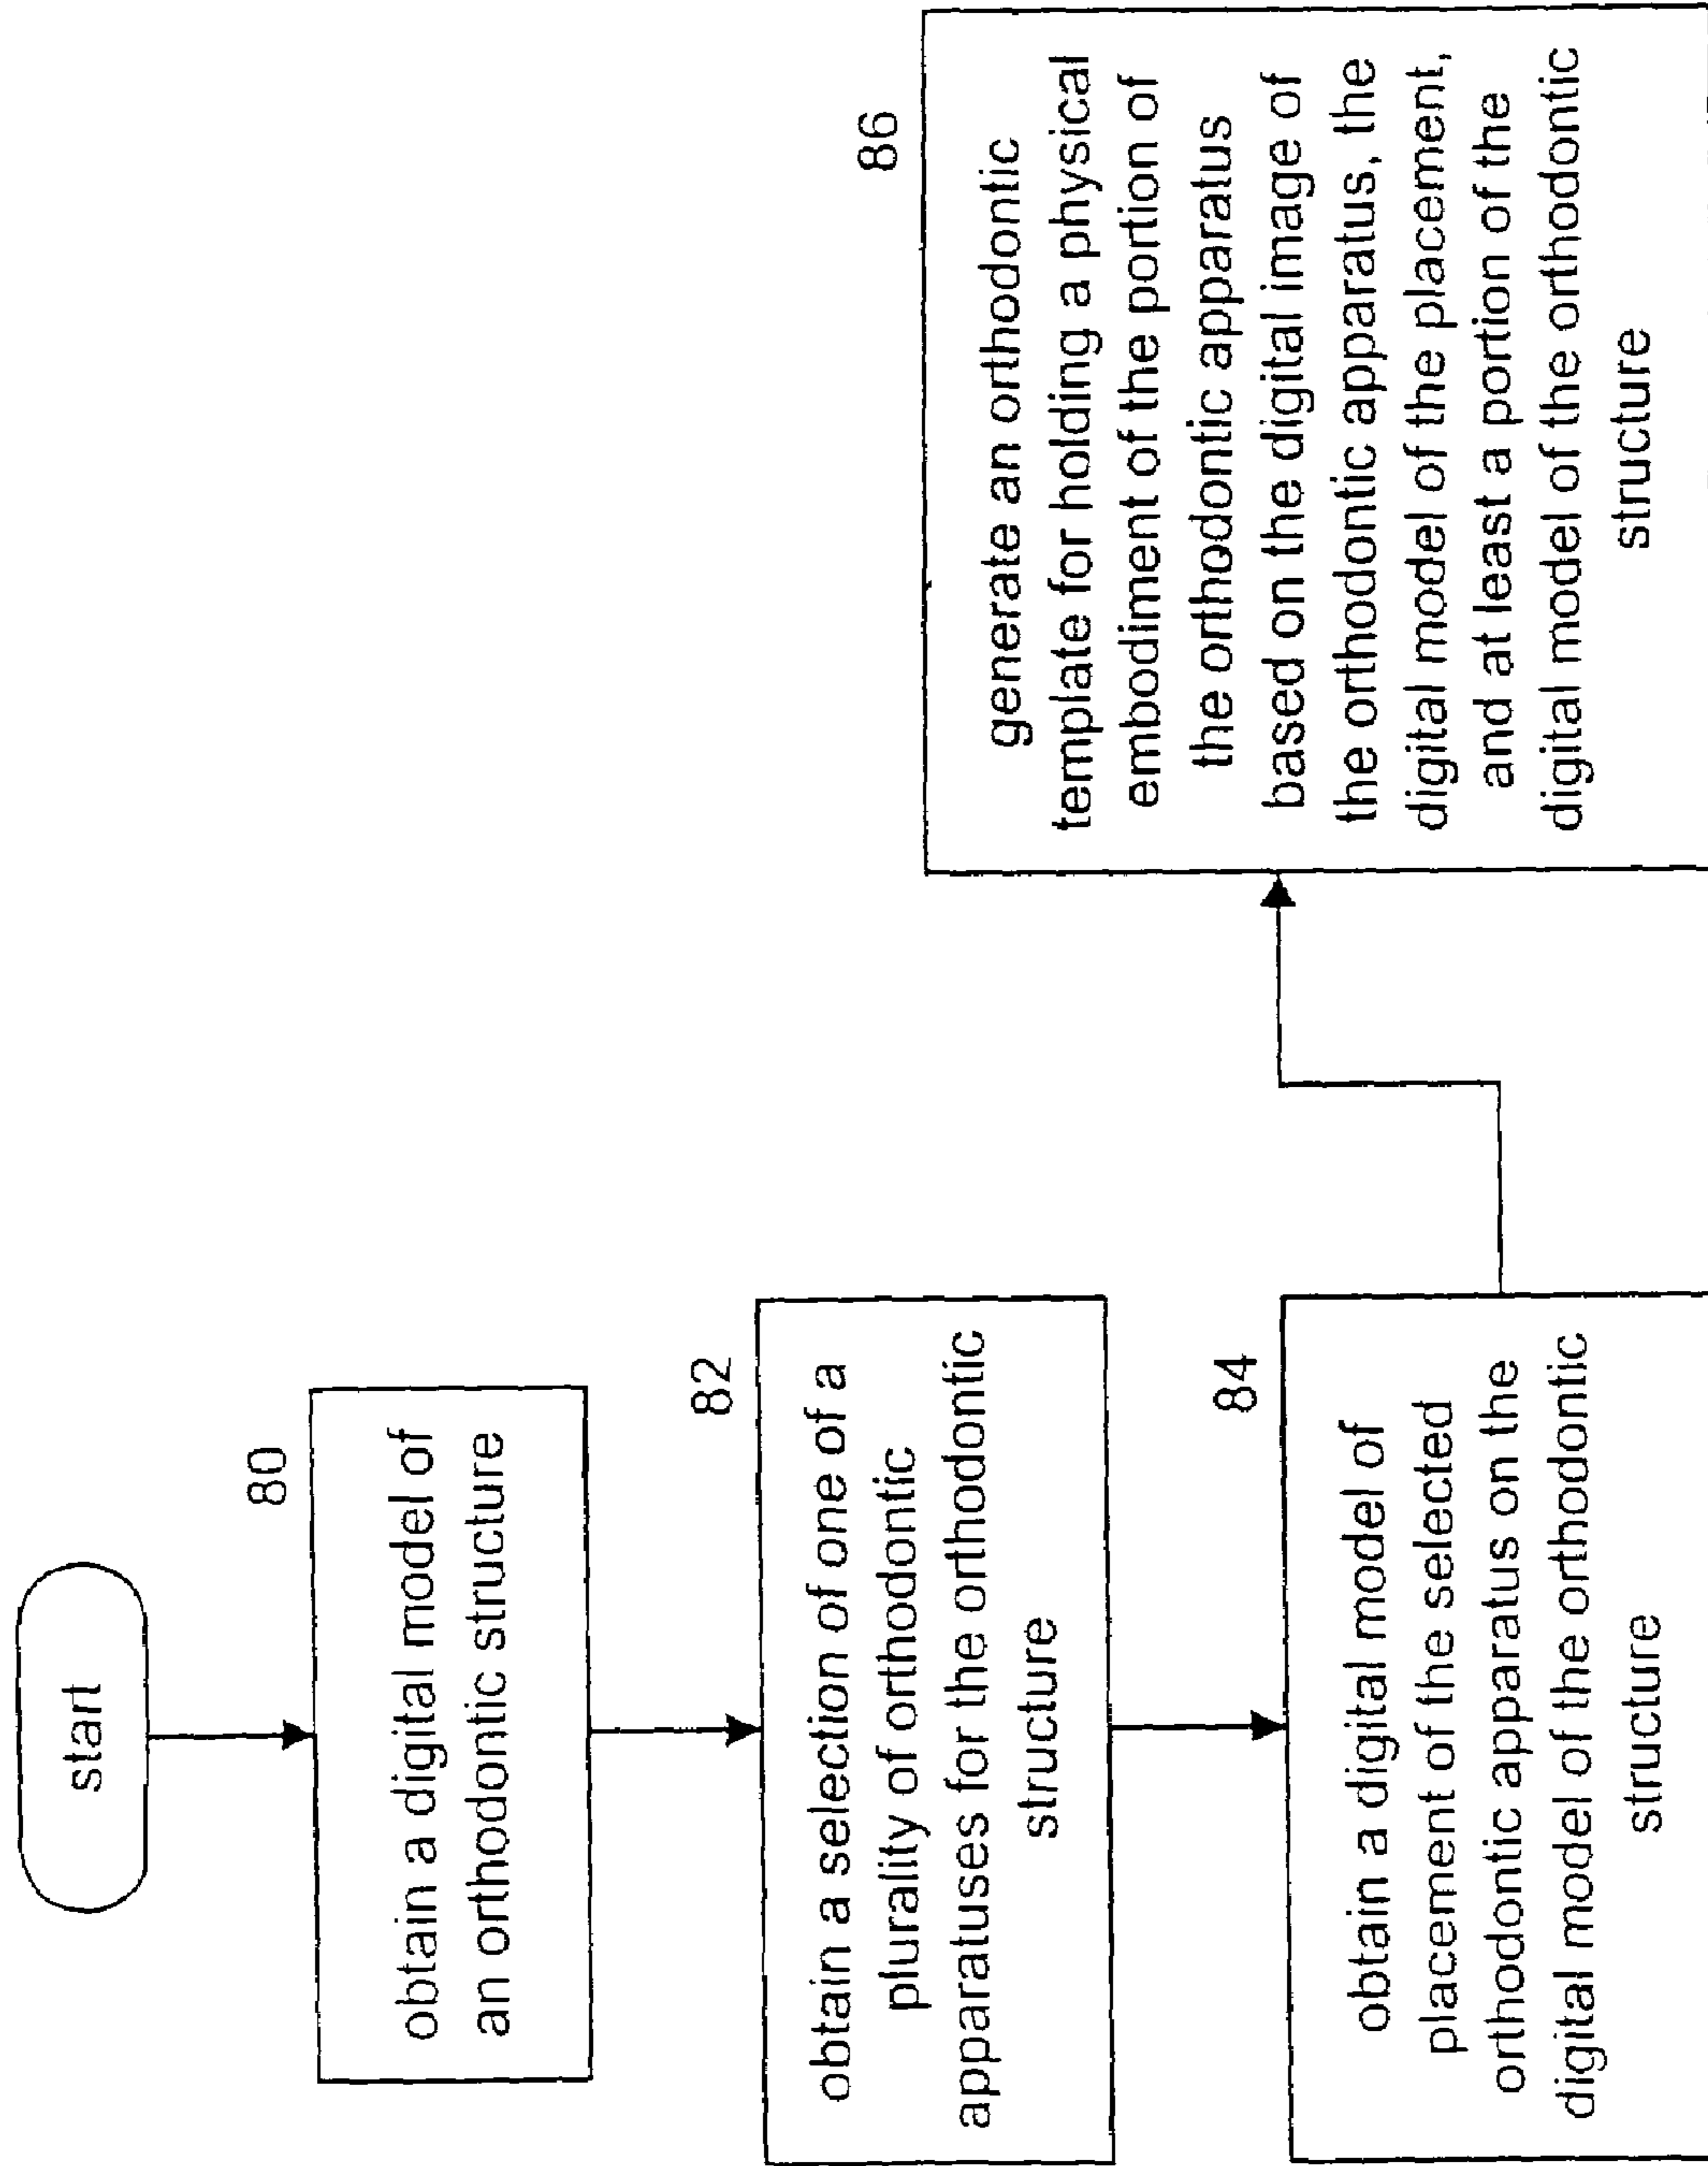 start
80
obtain a digital model of
an orthodontic structure
82
obtain a selection of one of a
plurality of orthodontic
apparatuses for the orthodontic
structure
84
obtain a digital model of
placement of the selected
orthodontic apparatus on the
digital model of the orthodontic
structure
86
generate an orthodontic
template for holding a physical
embodiment of the portion of
the orthodontic apparatus
based on the digital image of
the orthodontic apparatus, the
digital model of the placement,
and at least a portion of the
digital model of the orthodontic
structure